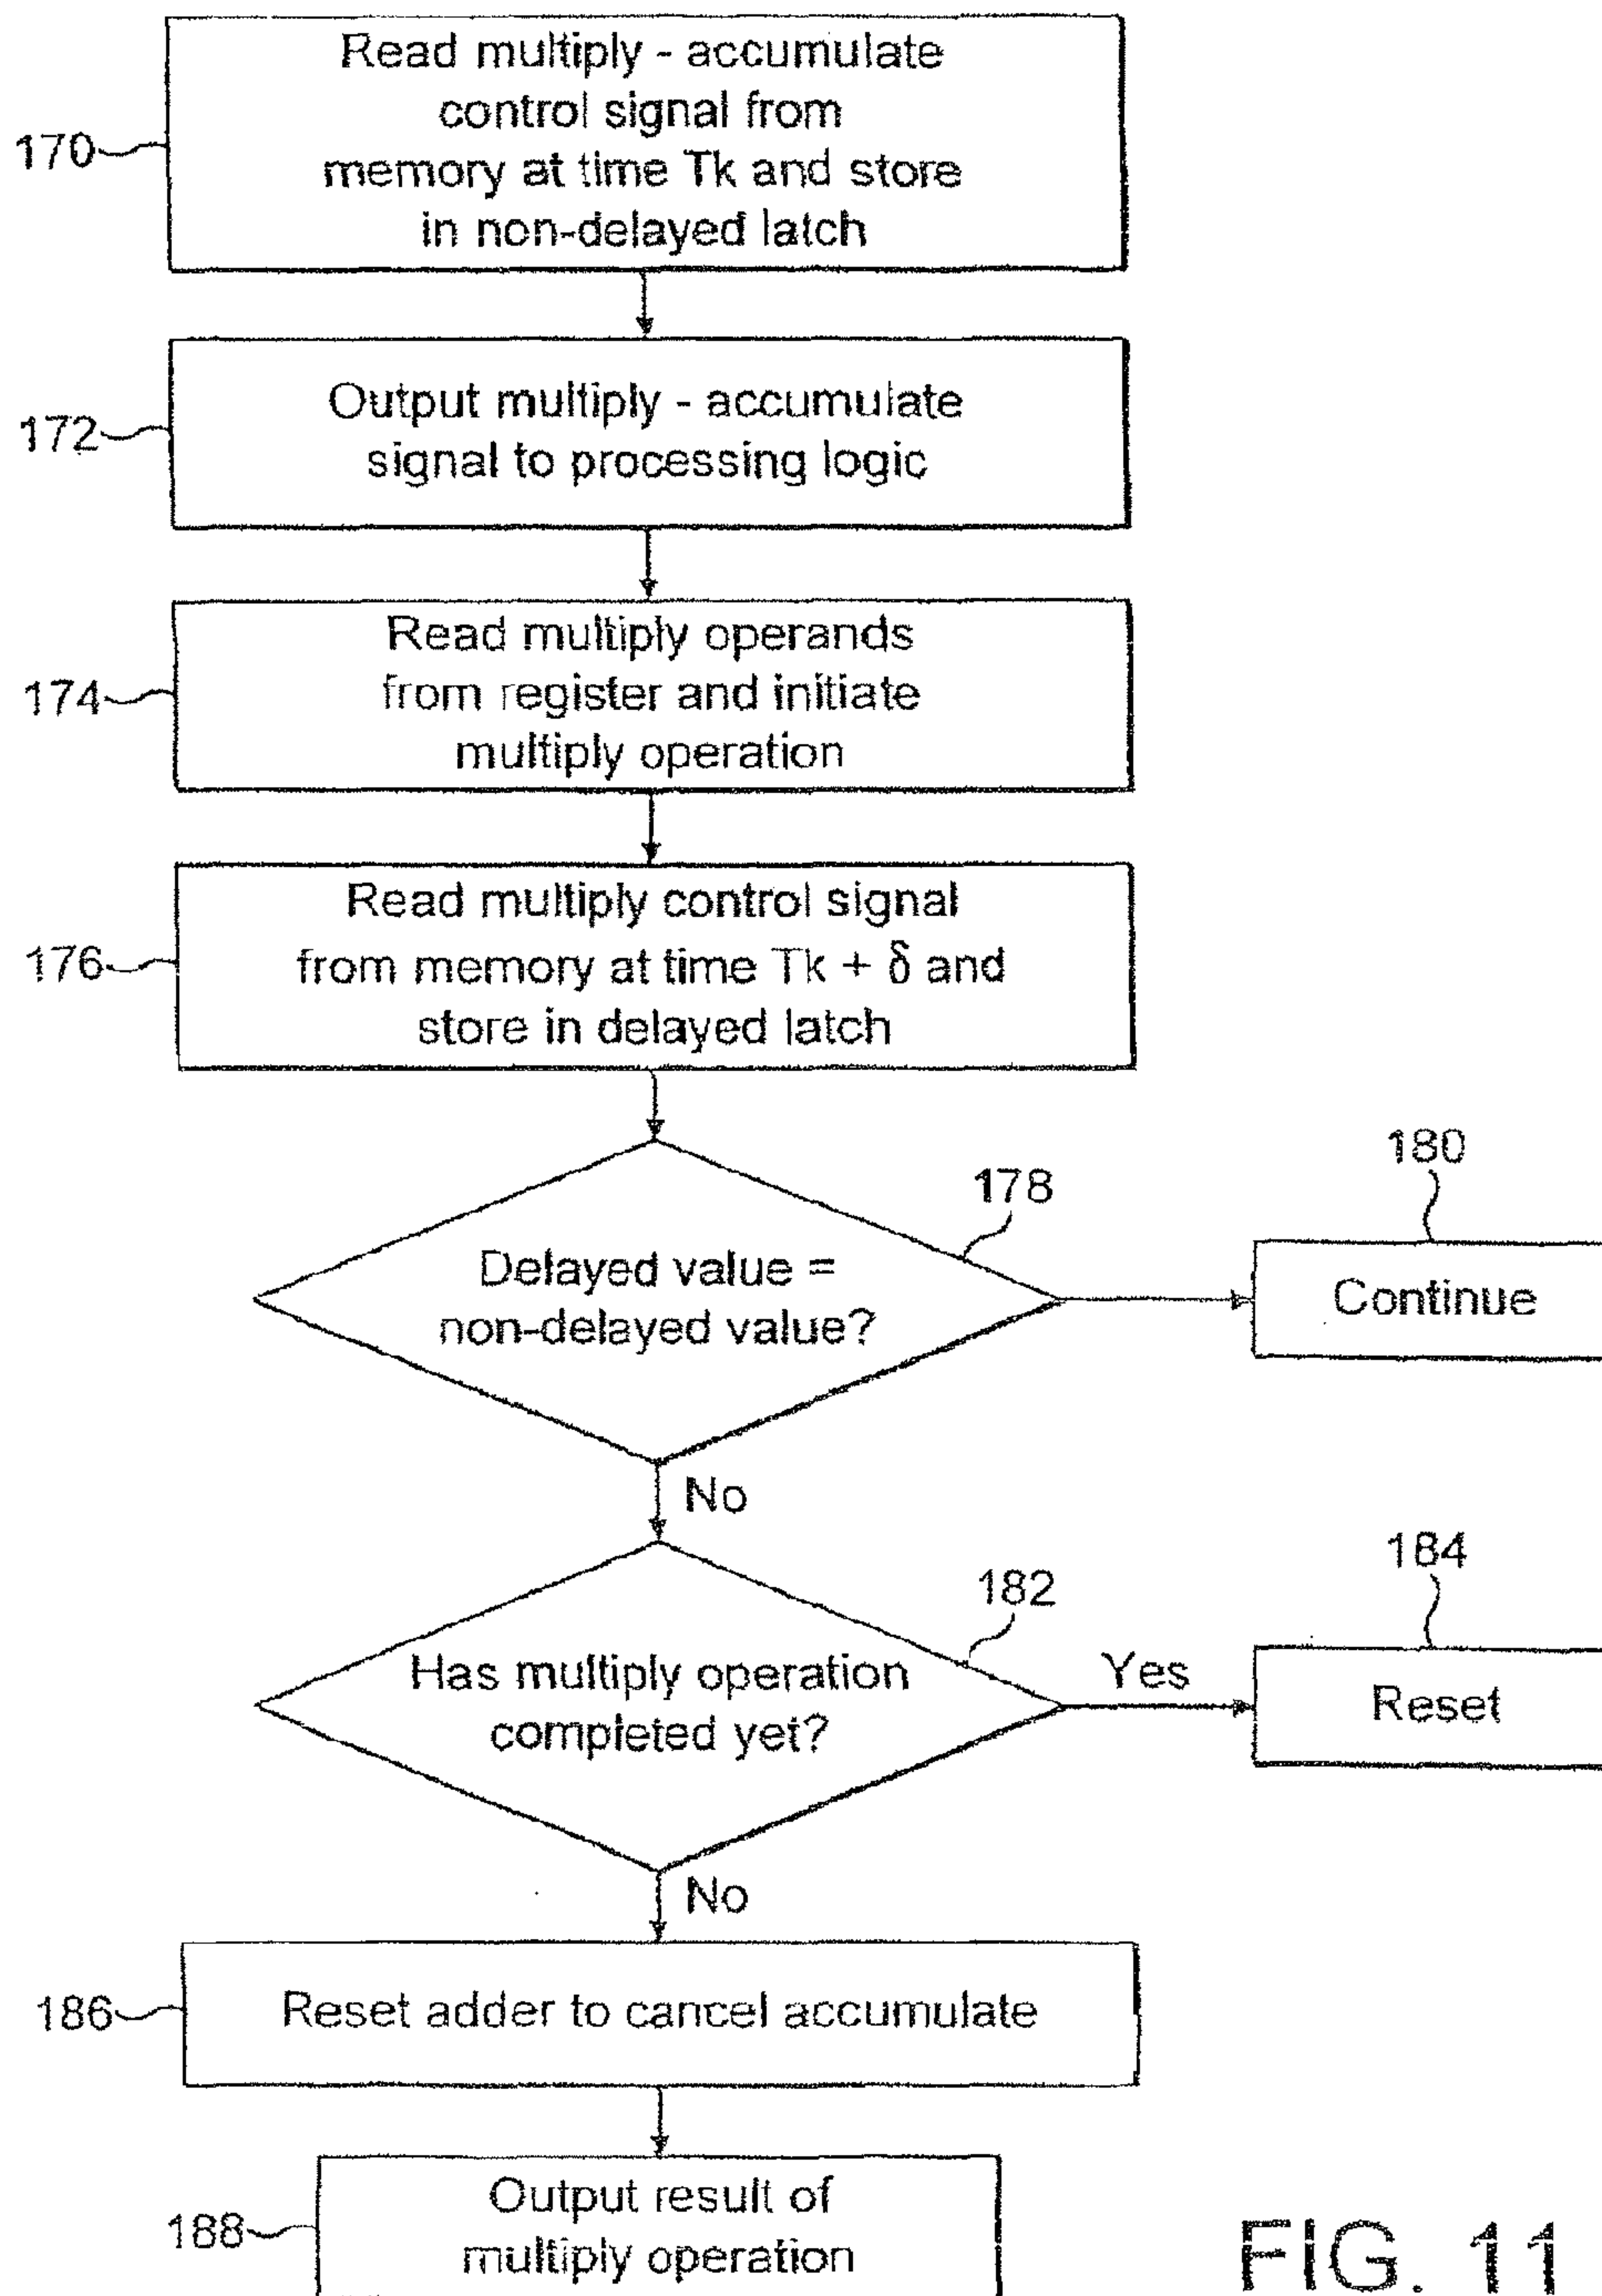 Read multiply - accumulate
control signal from
memory at time Tk and store
in non-delayed latch
170
Output multiply - accumulate
signal to processing logic
172
Read multiply operands
from register and initiate
multiply operation
174
Read multiply control signal
from memory at time Tk + δ and
store in delayed latch
176
Delayed value =
non-delayed value?
178
180
Continue
No
Has multiply operation
completed yet?
182
Yes
184
Reset
No
Reset adder to cancel accumulate
186
Output result of
multiply operation
188
FIG. 11